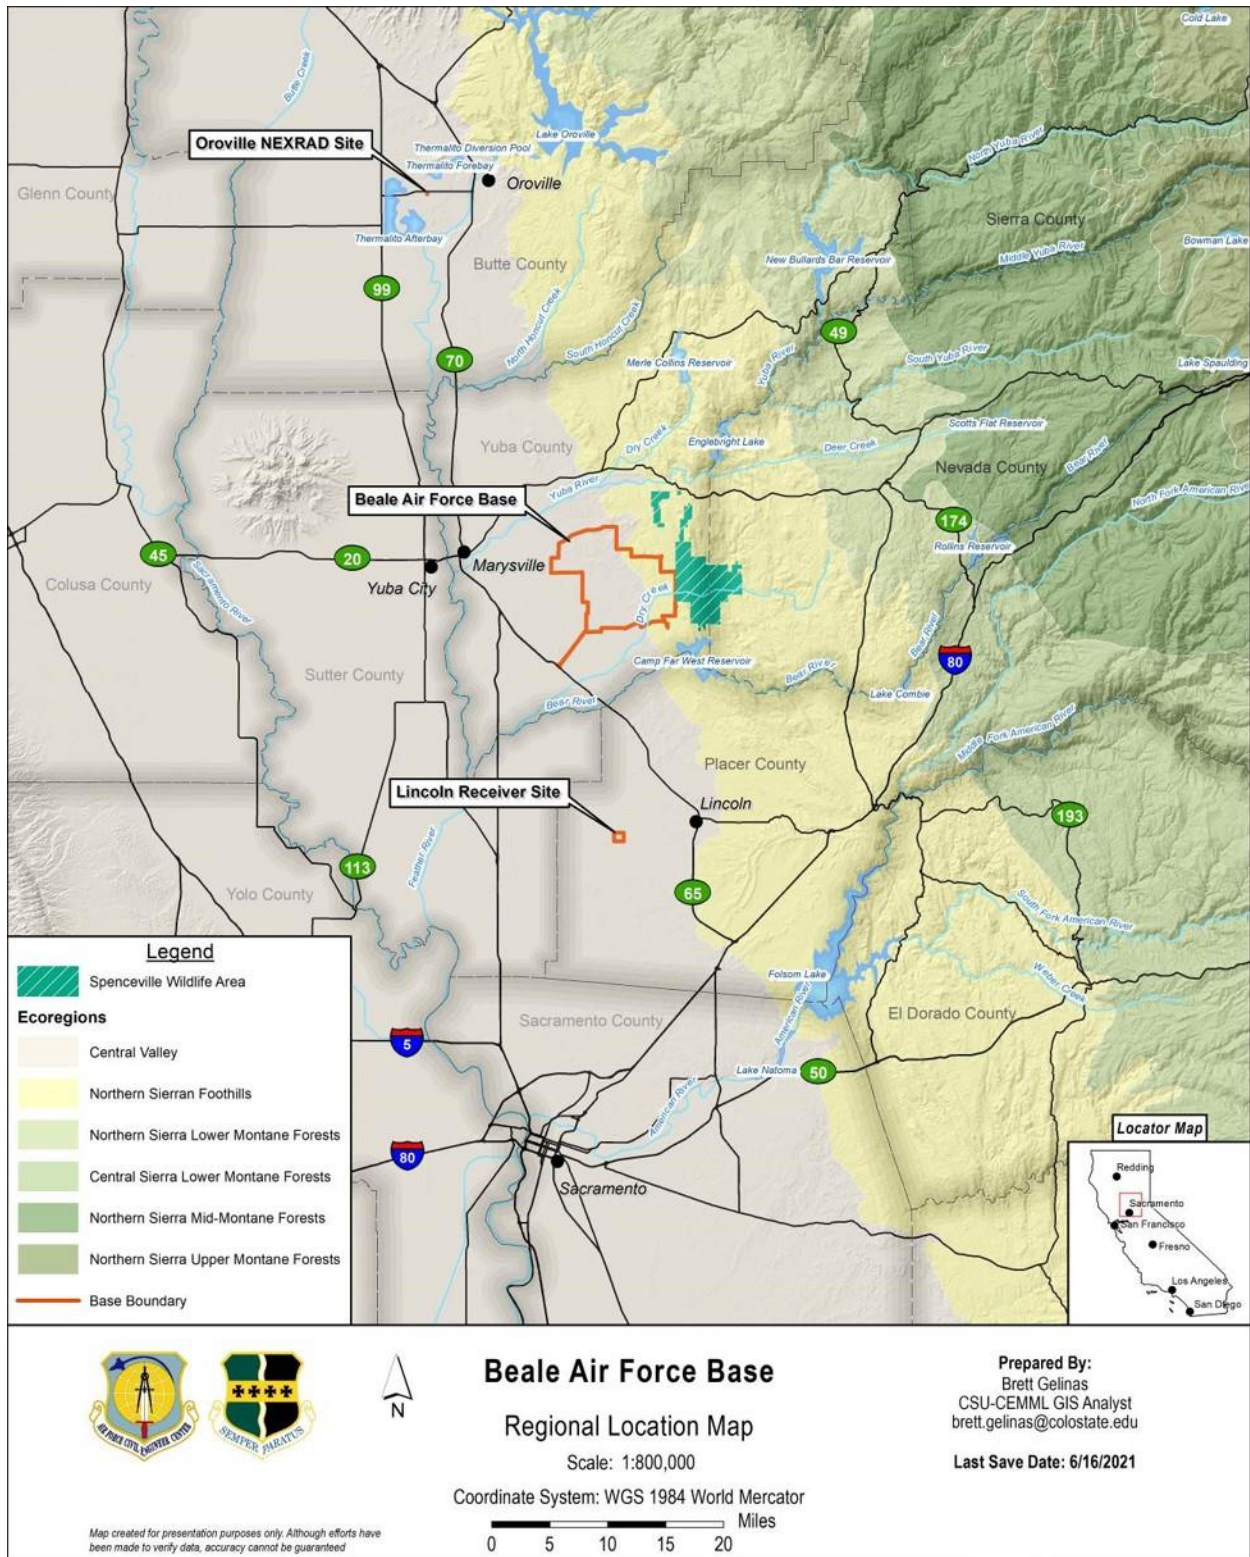 Cold Lake
Butte Creek
Lake Oroville
Oroville NEXRAD Site
Thermalito Diversion Pool
Thermalito Forebay
North Yuba River
Oroville
Glenn County
Sierra County
Thermalito Afterbay
Middle Yuba River
Bowman Lake
Butte County
New Bullards Bar Reservoir
99
North Honcut Creek
South Honcut Creek
49
70
Merle Collins Reservoir
Yuba River
South Yuba River
Lake Spaulding
Yuba County
Dry Creek
Englebright Lake
Deer Creek
Scotts Flat Reservoir
Bear River
Nevada County
Beale Air Force Base
Yuba River
North Fork American River
174
Rollins Reservoir
45
20
Marysville
Colusa County
Yuba City
Sacramento River
Dry Creek
Bear River
Camp Far West Reservoir
80
Sutter County
Bear River
Bear River
Lake Combie
Middle Fork American River
Placer County
Lincoln Receiver Site
Lincoln
193
Feather River
113
65
Yolo County
South Fork American River
Legend
Spenceville Wildlife Area
Ecoregions
Central Valley
Northern Sierran Foothills
Northern Sierra Lower Montane Forests
Central Sierra Lower Montane Forests
Northern Sierra Mid-Montane Forests
Northern Sierra Upper Montane Forests
Base Boundary
Folsom Lake
Weber Creek
American River
El Dorado County
Sacramento County
5
Lake Natoma
50
American River
80
Sacramento
Locator Map
Redding
Sacramento
San Francisco
Fresno
Los Angeles
San Diego
AIR FORCE CIVIL ENGINEER CENTER
SEMPER PARATUS
N
Beale Air Force Base
Regional Location Map
Scale: 1:800,000
Coordinate System: WGS 1984 World Mercator
Miles
0 5 10 15 20
Prepared By:
Brett Gelinas
CSU-CEMML GIS Analyst
brett.gelinas@colostate.edu
Last Save Date: 6/16/2021
Map created for presentation purposes only. Although efforts have
been made to verify data, accuracy cannot be guaranteed